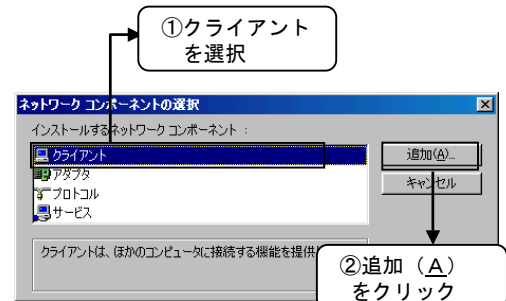 ①クライアント
を選択
ネットワーク コンポーネントの選択
インストールするネットワーク コンポーネント :
クライアント
アダプタ
プロトコル
サービス
追加(A)...
キャンセル
クライアントは、ほかのコンピュータに接続する機能を提供
②追加（A）
をクリック